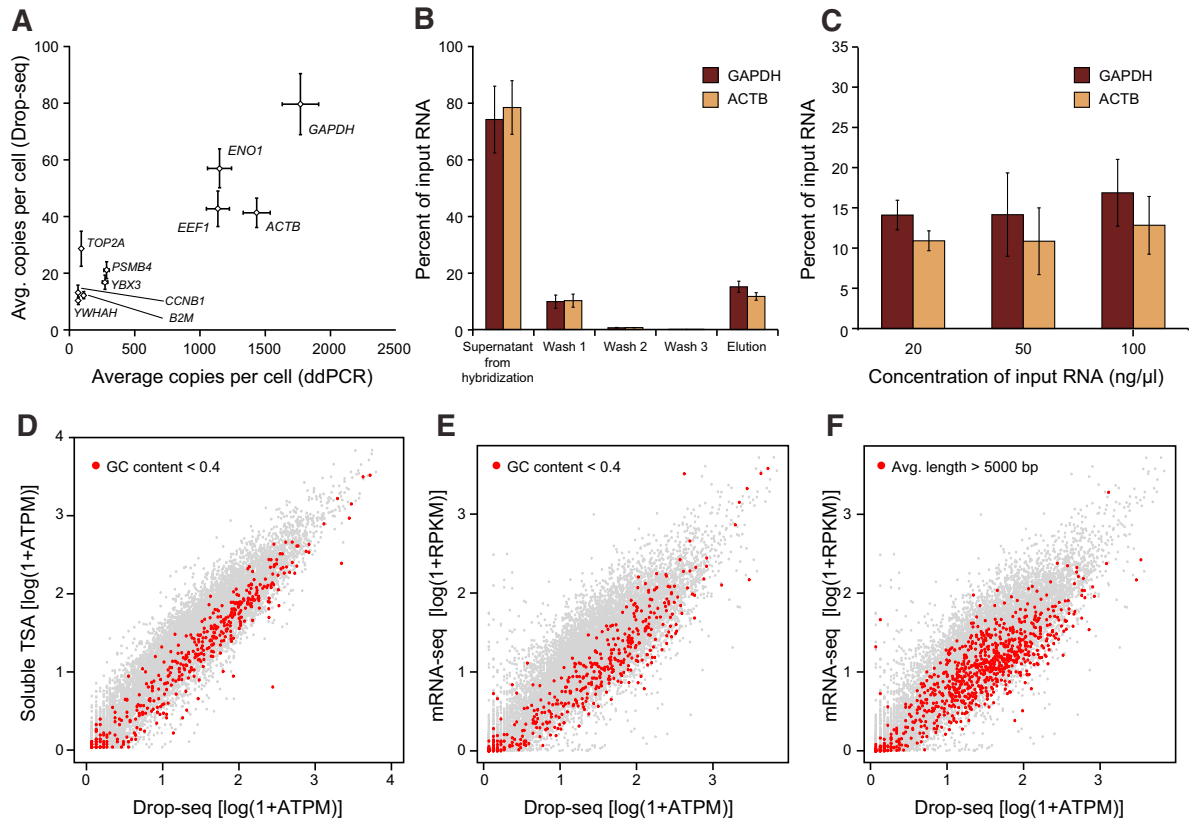 A
Avg. copies per cell (Drop-seq)
100
80
60
40
20
0
GAPDH
ENO1
EEF1
ACTB
TOP2A
PSMB4
YBX3
CCNB1
YWHAH
B2M
0
500
1000
1500
2000
2500
Average copies per cell (ddPCR)
B
Percent of input RNA
100
80
60
40
20
0
GAPDH
ACTB
Supernatant
from
hybridization
Wash 1
Wash 2
Wash 3
Elution
C
Percent of input RNA
35
30
25
20
15
10
5
0
GAPDH
ACTB
20
50
100
Concentration of input RNA (ng/µl)
D
Soluble TSA [log(1+ATPM)]
4
3
2
1
0
GC content < 0.4
0
1
2
3
4
Drop-seq [log(1+ATPM)]
E
mRNA-seq [log(1+RPKM)]
3
2
1
0
GC content < 0.4
0
1
2
3
Drop-seq [log(1+ATPM)]
F
mRNA-seq [log(1+RPKM)]
3
2
1
0
Avg. length > 5000 bp
0
1
2
3
Drop-seq [log(1+ATPM)]